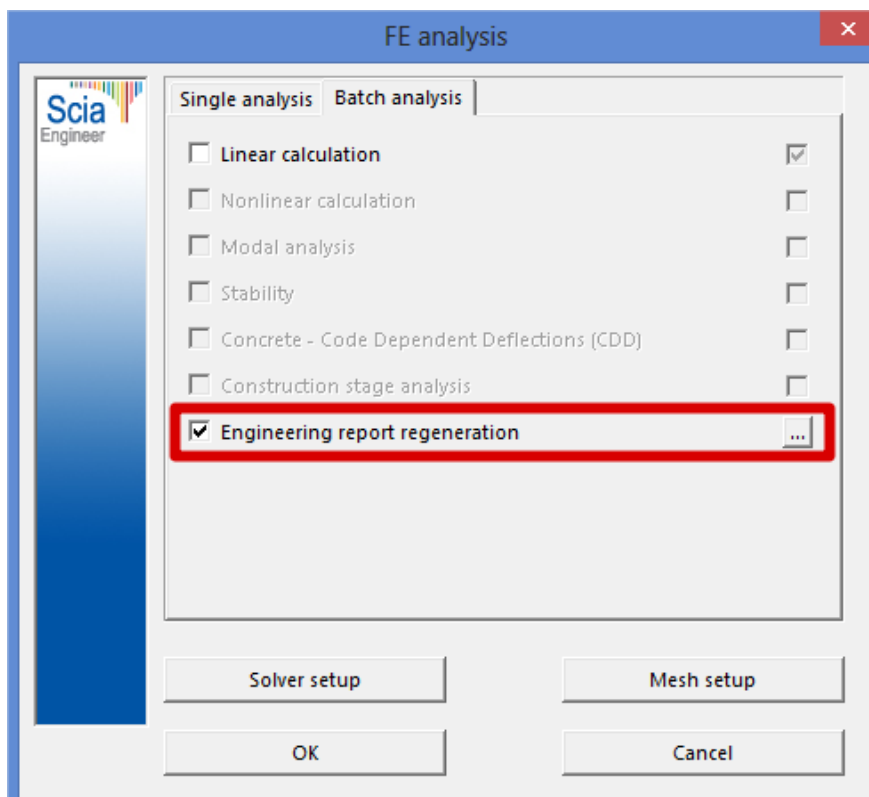 FE analysis
Scia
Engineer
Single analysis Batch analysis
Linear calculation
Nonlinear calculation
Modal analysis
Stability
Concrete - Code Dependent Deflections (CDD)
Construction stage analysis
Engineering report regeneration ...
Solver setup Mesh setup
OK Cancel